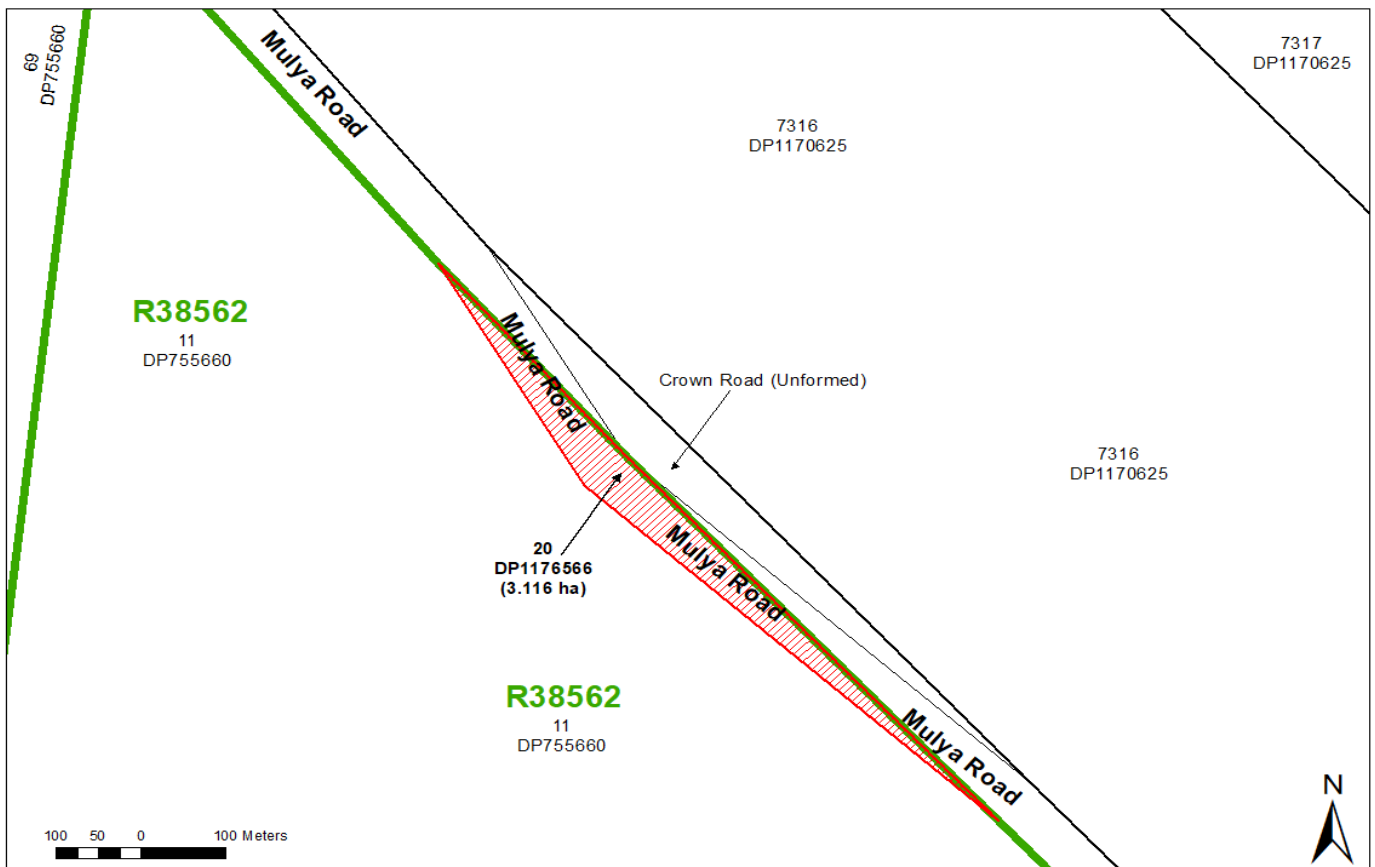 69
DP755660
Mulya Road
7317
DP1170625
7316
DP1170625
R38562
11
DP755660
Mulya Road
Crown Road (Unformed)
7316
DP1170625
20
DP1176566
(3.116 ha)
Mulya Road
R38562
11
DP755660
Mulya Road
N
100 50 0 100 Meters